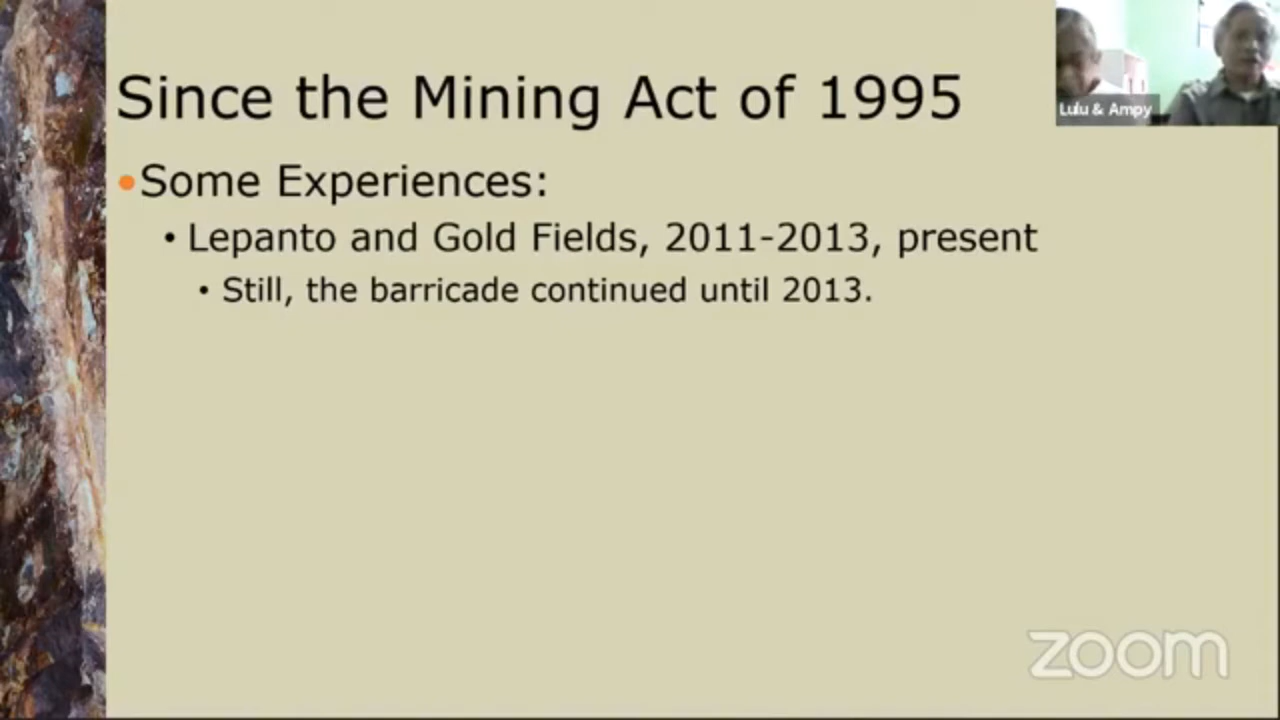 Since the Mining Act of 1995
Lulu & Ampy
•Some Experiences:
• Lepanto and Gold Fields, 2011-2013, present
• Still, the barricade continued until 2013.
zoom